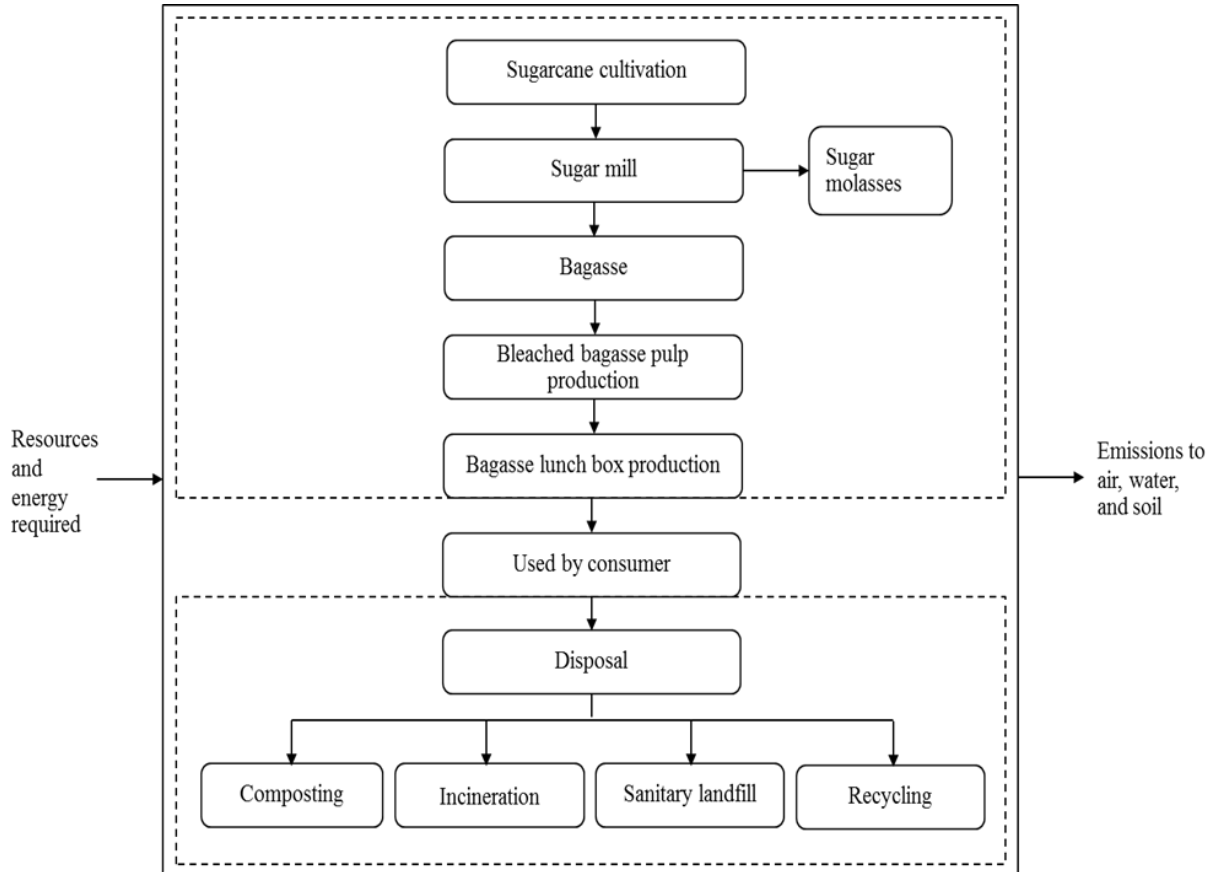 Sugarcane cultivation
Sugar mill
Sugar
molasses
Bagasse
Bleached bagasse pulp
production
Bagasse lunch box production
Resources
and
energy
required
Emissions to
air, water,
and soil
Used by consumer
Disposal
Composting
Incineration
Sanitary landfill
Recycling